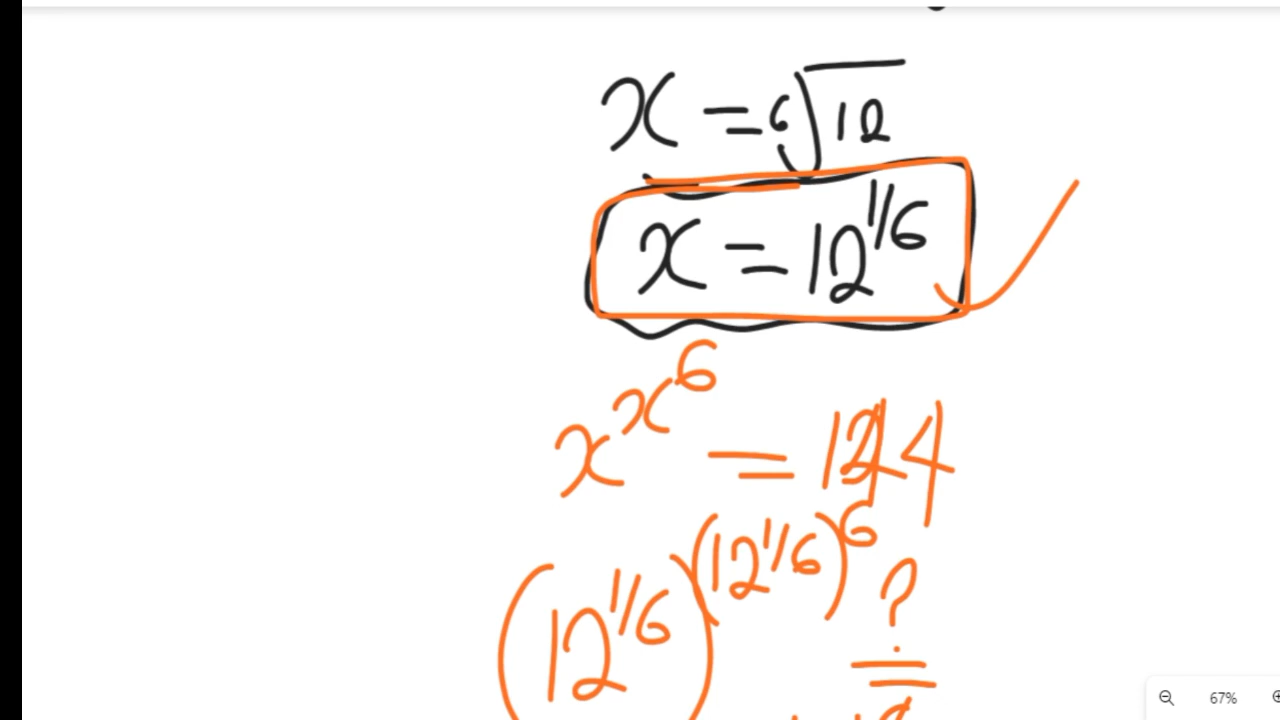 x = ⁶√12
x = 12^1/6
x^x^6 = 144
(12^1/6)^(12^1/6)^6 ?
=
67%